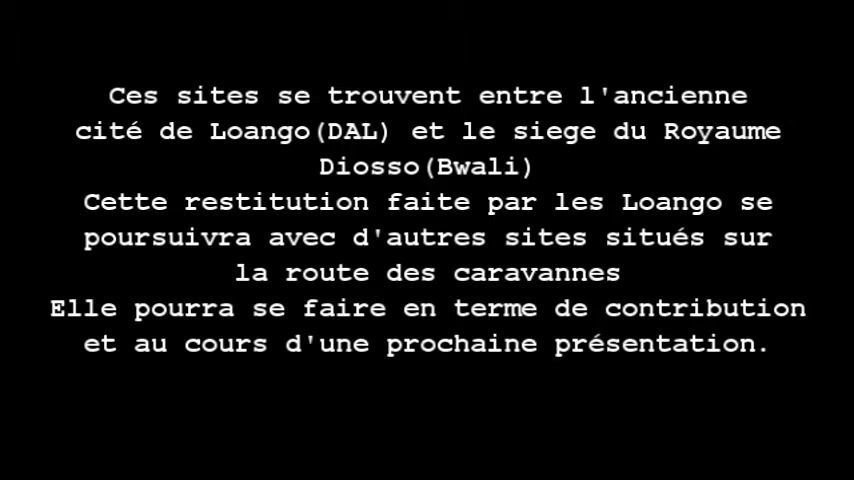 Ces sites se trouvent entre l'ancienne
cité de Loango(DAL) et le siege du Royaume
Diosso(Bwali)
Cette restitution faite par les Loango se
poursuivra avec d'autres sites situés sur
la route des caravannes
Elle pourra se faire en terme de contribution
et au cours d'une prochaine présentation.